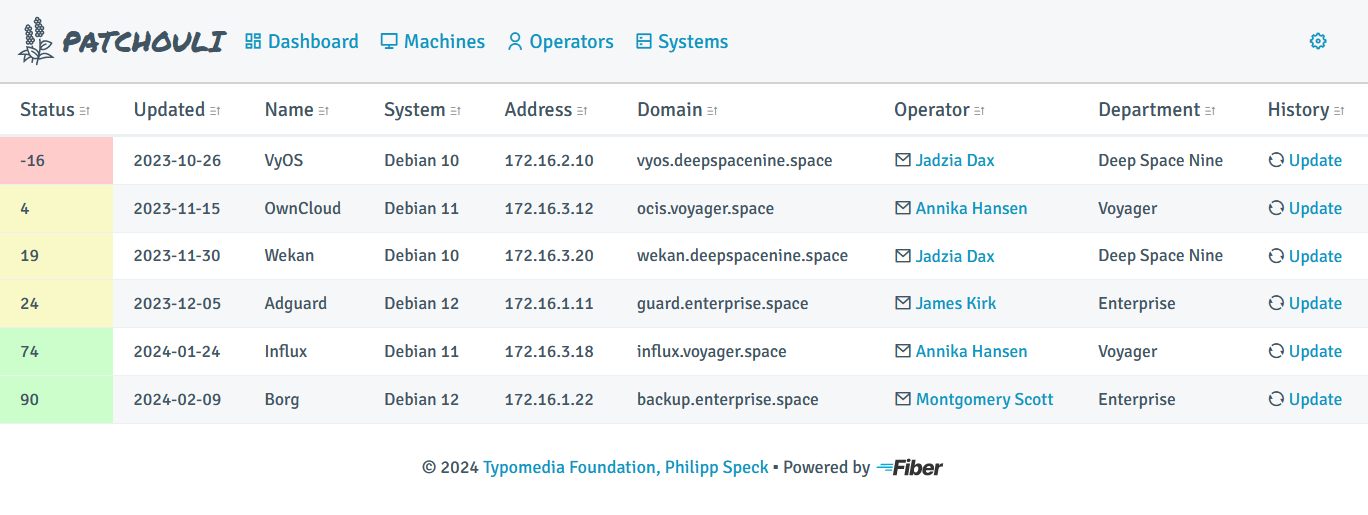 PATCHOULI Dashboard Machines Operators Systems
Status Updated Name System Address Domain Operator Department History
-16 2023-10-26 VyOS Debian 10 172.16.2.10 vyos.deepspacenine.space Jadzia Dax Deep Space Nine Update
4 2023-11-15 OwnCloud Debian 11 172.16.3.12 ocis.voyager.space Annika Hansen Voyager Update
19 2023-11-30 Wekan Debian 10 172.16.3.20 wekan.deepspacenine.space Jadzia Dax Deep Space Nine Update
24 2023-12-05 Adguard Debian 12 172.16.1.11 guard.enterprise.space James Kirk Enterprise Update
74 2024-01-24 Influx Debian 11 172.16.3.18 influx.voyager.space Annika Hansen Voyager Update
90 2024-02-09 Borg Debian 12 172.16.1.22 backup.enterprise.space Montgomery Scott Enterprise Update
© 2024 Typomedia Foundation, Philipp Speck ▪ Powered by Fiber